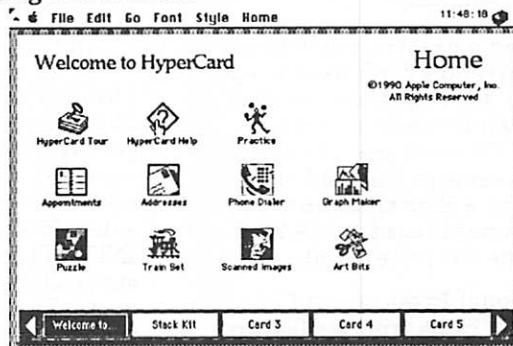 File Edit Go Font Style Home 11:48:18
Welcome to HyperCard
Home
©1990 Apple Computer, Inc.
All Rights Reserved
HyperCard Tour HyperCard Help Practice
Appointments Addresses Phone Dialer Graph Maker
Puzzle Train Set Scanned Images Art Bits
Welcome to... Stack Kit Card 3 Card 4 Card 5